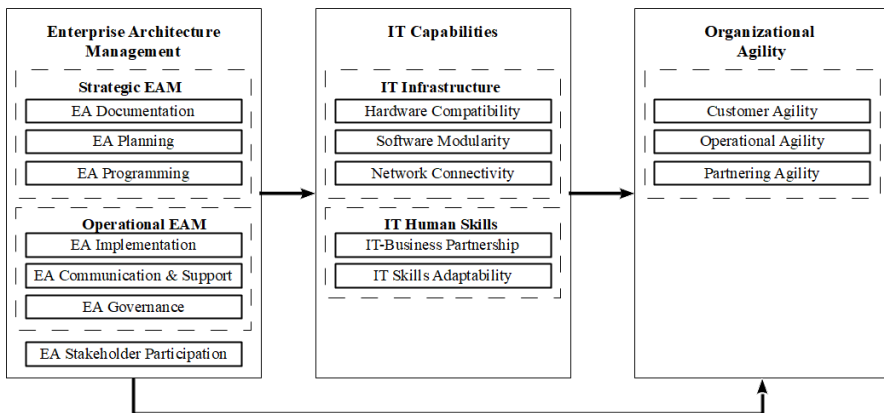 Enterprise Architecture
Management
Strategic EAM
EA Documentation
EA Planning
EA Programming
Operational EAM
EA Implementation
EA Communication & Support
EA Governance
EA Stakeholder Participation
IT Capabilities
IT Infrastructure
Hardware Compatibility
Software Modularity
Network Connectivity
IT Human Skills
IT-Business Partnership
IT Skills Adaptability
Organizational
Agility
Customer Agility
Operational Agility
Partnering Agility